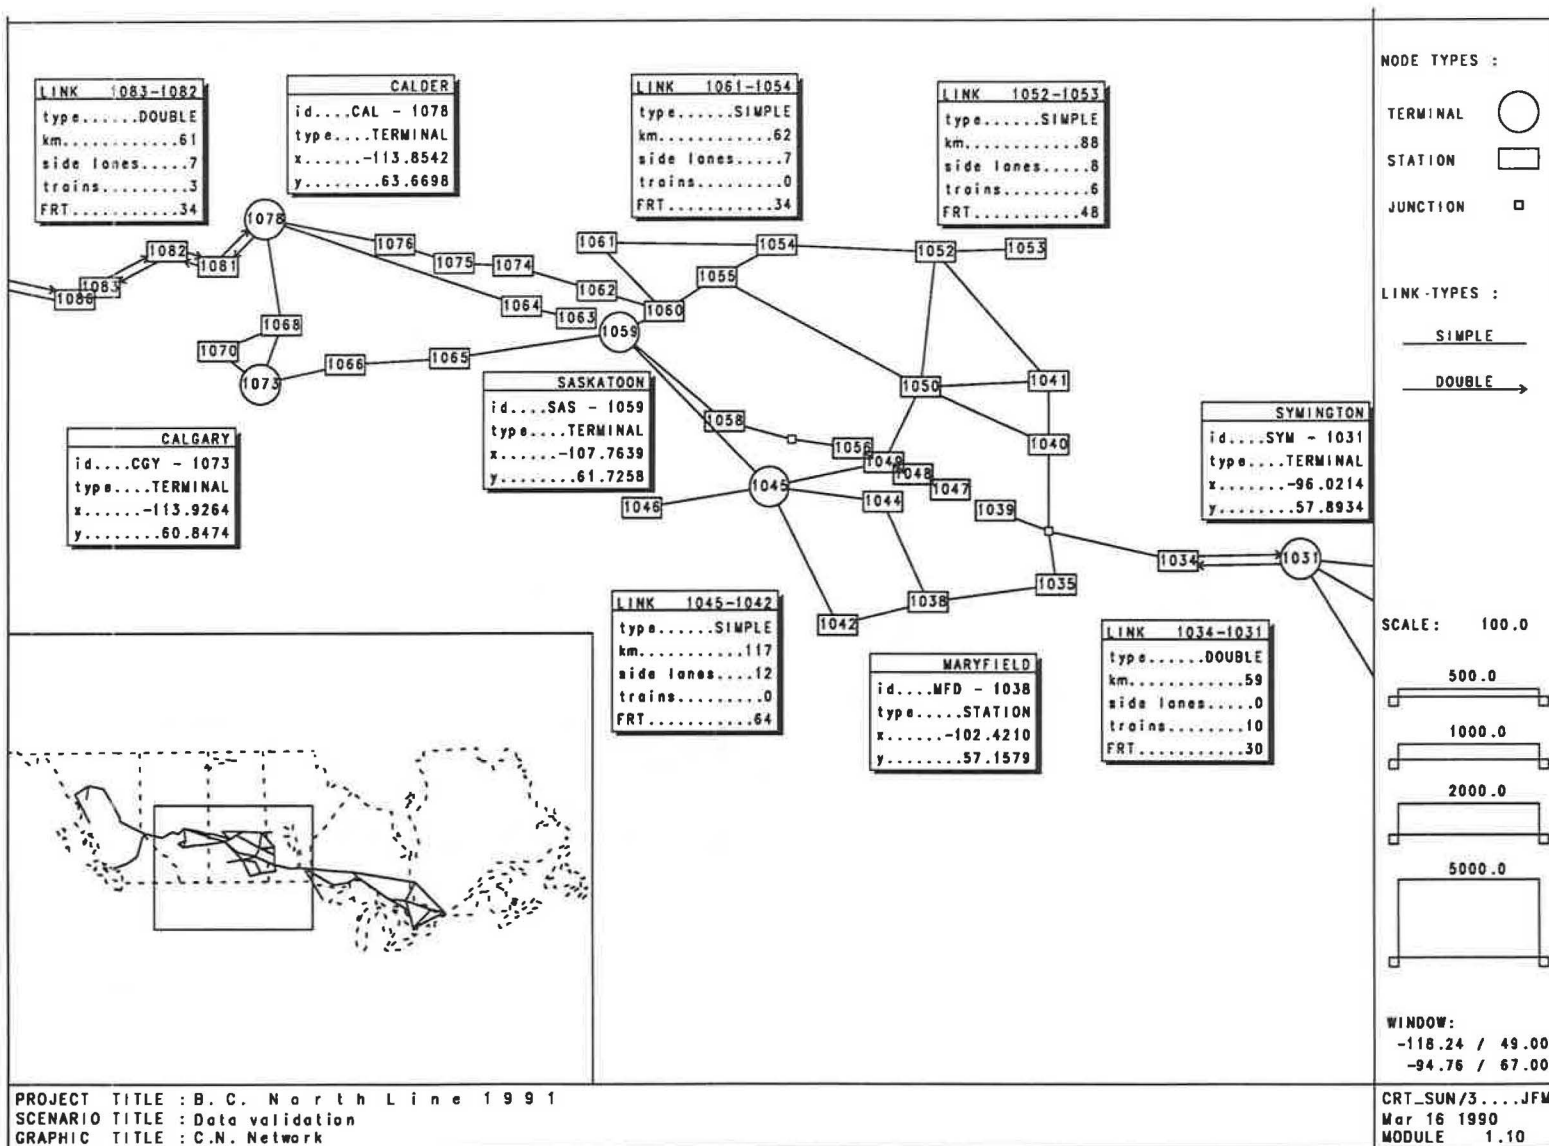 LINK 1083-1082
type......DOUBLE
km............61
side lanes.....7
trains.........3
FRT...........34
CALDER
id....CAL - 1078
type....TERMINAL
x......-113.8542
y........63.6698
LINK 1061-1054
type......SIMPLE
km............62
side lanes.....7
trains.........0
FRT...........34
LINK 1052-1053
type......SIMPLE
km............88
side lanes.....8
trains.........6
FRT...........48
1078
1082
1081
1083
1086
1076
1075
1074
1062
1064
1063
1061
1054
1055
1060
1059
1052
1053
1068
1070
1073
1066
1065
1050
1041
1040
1058
1056
1049
1048
1047
1045
1046
1044
1039
1034
1031
1035
1038
1042
CALGARY
id....CGY - 1073
type....TERMINAL
x......-113.9264
y........60.8474
SASKATOON
id....SAS - 1059
type....TERMINAL
x......-107.7639
y........61.7258
SYMINGTON
id....SYM - 1031
type....TERMINAL
x.......-96.0214
y........57.8934
LINK 1045-1042
type......SIMPLE
km...........117
side lanes....12
trains.........0
FRT...........64
MARYFIELD
id....MFD - 1038
type.....STATION
x......-102.4210
y........57.1579
LINK 1034-1031
type......DOUBLE
km............59
side lanes.....0
trains........10
FRT...........30
NODE TYPES :
TERMINAL
STATION
JUNCTION
LINK-TYPES :
SIMPLE
DOUBLE
SCALE: 100.0
500.0
1000.0
2000.0
5000.0
WINDOW:
-118.24 / 49.00
-94.76 / 67.00
PROJECT TITLE : B.C. North Line 1991
SCENARIO TITLE : Data validation
GRAPHIC TITLE : C.N. Network
CRT_SUN/3....JFM
Mar 16 1990
MODULE 1.10